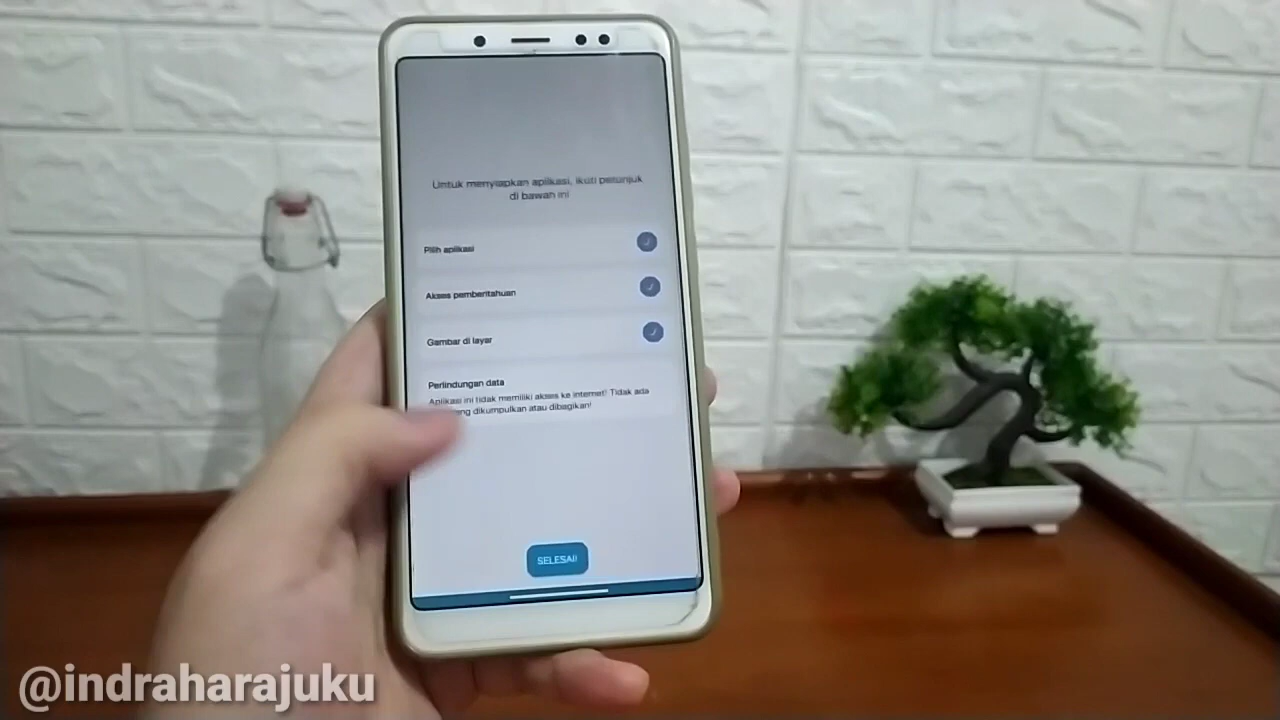 Untuk menyiapkan aplikasi, ikuti petunjuk
di bawah ini
Pilih aplikasi
Akses pemberitahuan
Gambar di layar
Perlindungan data
Aplikasi ini tidak memiliki akses ke internet! Tidak ada
dikumpulkan atau dibagikan!
SELESAI!
@indraharajuku